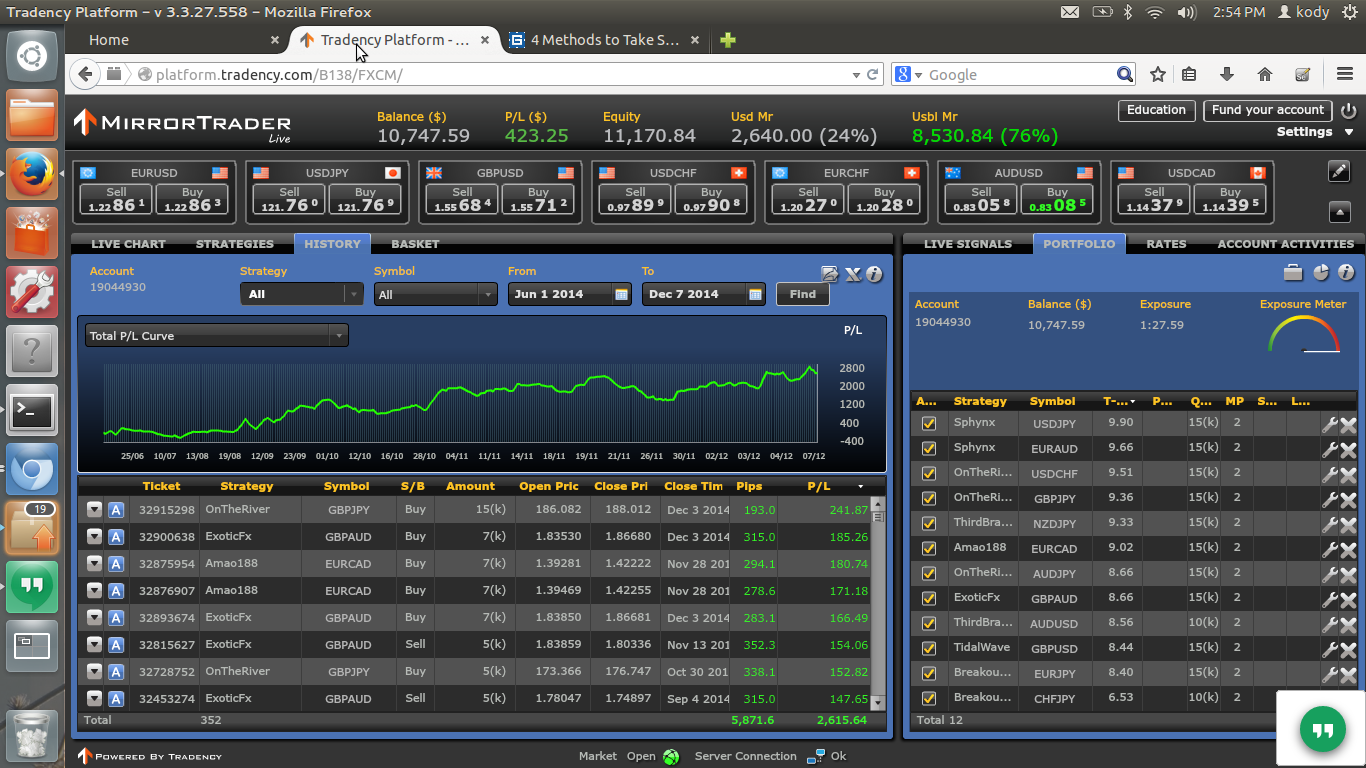 Tradency Platform - v 3.3.27.558 - Mozilla Firefox 2:54 PM kody
Home Tradency Platform - ... 4 Methods to Take S...
platform.tradency.com/B138/FXCM/ Google
MIRRORTRADER Live
Balance ($) P/L ($) Equity Usd Mr Usbl Mr
10,747.59 423.25 11,170.84 2,640.00 (24%) 8,530.84 (76%)
Education Fund your account
Settings
EURUSD USDJPY GBPUSD USDCHF EURCHF AUDUSD USDCAD
Sell Buy Sell Buy Sell Buy Sell Buy Sell Buy Sell Buy Sell Buy
1.22 86 1 1.22 86 3 121. 76 0 121. 76 9 1.55 68 4 1.55 71 2 0.97 89 9 0.97 90 8 1.20 27 0 1.20 28 0 0.83 05 8 0.83 08 5 1.14 37 9 1.14 39 5
LIVE CHART STRATEGIES HISTORY BASKET
Account Strategy Symbol From To
19044930 All All Jun 1 2014 Dec 7 2014 Find
Total P/L Curve P/L
2800
2000
1200
400
-400
25/06 10/07 13/08 19/08 12/09 23/09 01/10 10/10 16/10 28/10 04/11 11/11 14/11 18/11 19/11 21/11 26/11 30/11 02/12 03/12 04/12 07/12
Ticket Strategy Symbol S/B Amount Open Pric Close Pri Close Tim Pips P/L
A 32915298 OnTheRiver GBPJPY Buy 15(k) 186.082 188.012 Dec 3 2014 193.0 241.87
A 32900638 ExoticFx GBPAUD Buy 7(k) 1.83530 1.86680 Dec 3 2014 315.0 185.26
A 32875954 Amao188 EURCAD Buy 7(k) 1.39281 1.42222 Nov 28 201 294.1 180.74
A 32876907 Amao188 EURCAD Buy 7(k) 1.39469 1.42255 Nov 28 201 278.6 171.18
A 32893674 ExoticFx GBPAUD Buy 7(k) 1.83850 1.86681 Dec 3 2014 283.1 166.49
A 32815627 ExoticFx GBPAUD Sell 5(k) 1.83859 1.80336 Nov 13 201 352.3 154.06
A 32728752 OnTheRiver GBPJPY Buy 5(k) 173.366 176.747 Oct 30 201 338.1 152.82
A 32453274 ExoticFx GBPAUD Sell 5(k) 1.78047 1.74897 Sep 4 2014 315.0 147.65
Total 352 5,871.6 2,615.64
LIVE SIGNALS PORTFOLIO RATES ACCOUNT ACTIVITIES
Account Balance ($) Exposure Exposure Meter
19044930 10,747.59 1:27.59
A... Strategy Symbol T-... P... Q... MP S... L...
Sphynx USDJPY 9.90 15(k) 2
Sphynx EURAUD 9.66 15(k) 2
OnTheRi... USDCHF 9.51 15(k) 2
OnTheRi... GBPJPY 9.36 15(k) 2
ThirdBra... NZDJPY 9.33 15(k) 2
Amao188 EURCAD 9.02 15(k) 2
OnTheRi... AUDJPY 8.66 15(k) 2
ExoticFx GBPAUD 8.66 15(k) 2
ThirdBra... AUDUSD 8.56 10(k) 2
TidalWave GBPUSD 8.44 15(k) 2
Breakou... EURJPY 8.40 15(k) 2
Breakou... CHFJPY 6.53 10(k) 2
Total 12
19
POWERED BY TRADENCY Market Open Server Connection Ok